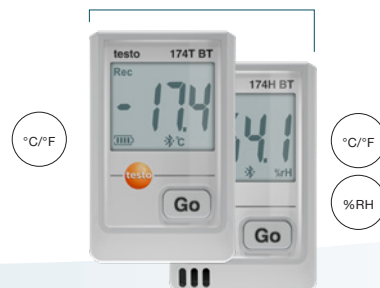 testo 174T BT
Rec
-17.4
°C
testo
Go
174H BT
4.1
%rH
Go
°C/°F
°C/°F
%RH